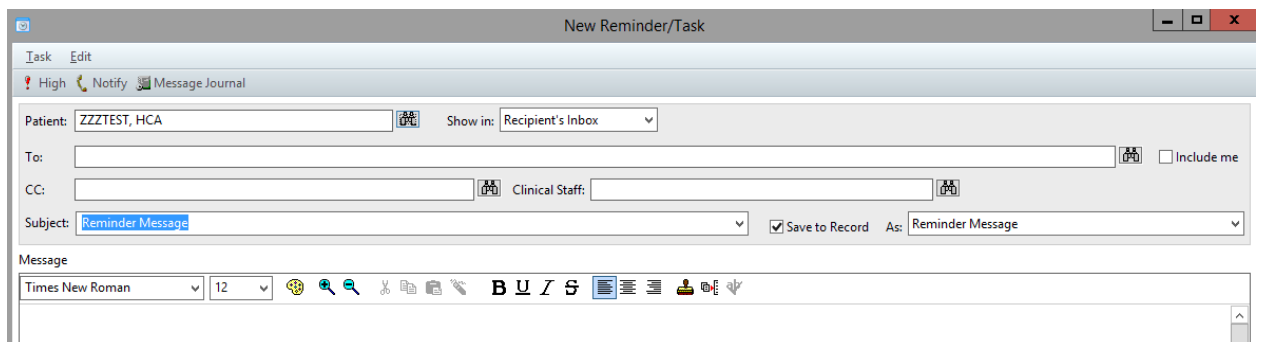 New Reminder/Task
Task Edit
High Notify Message Journal
Patient: ZZZTEST, HCA Show in: Recipient's Inbox
To: Include me
CC: Clinical Staff:
Subject: Reminder Message Save to Record As: Reminder Message
Message
Times New Roman 12 B U I S